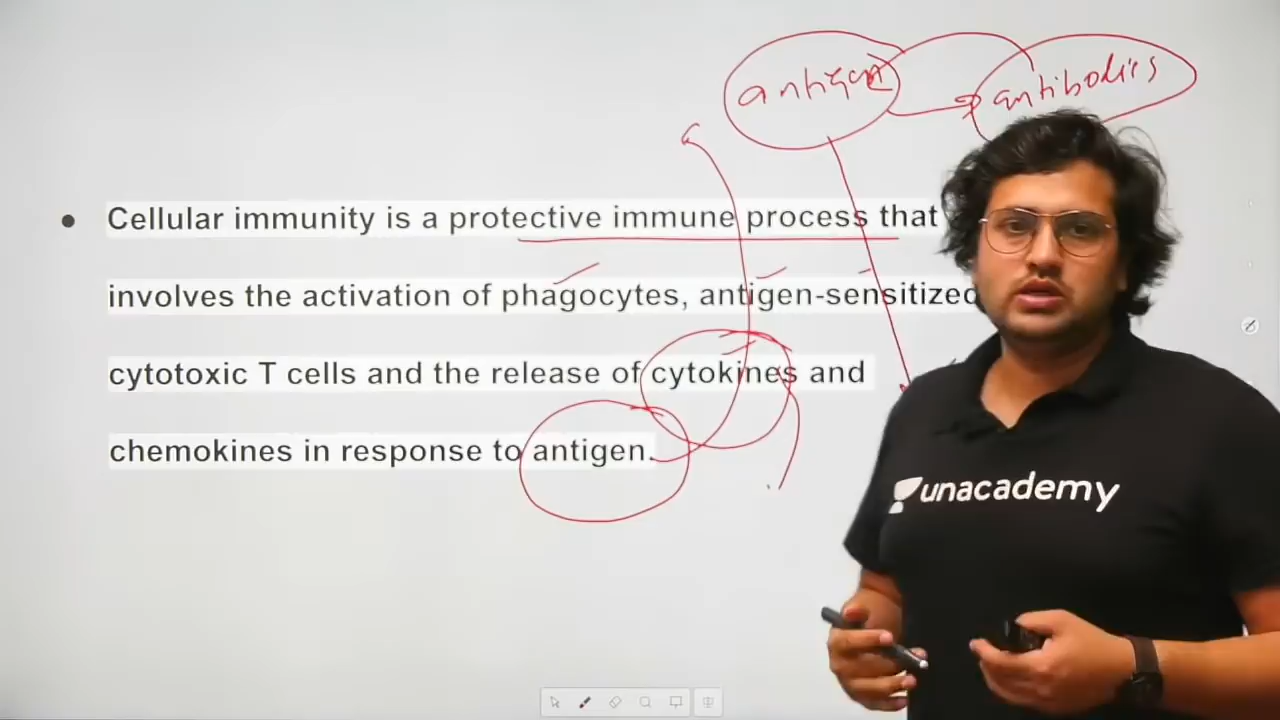 antigen antibodies
Cellular immunity is a protective immune process that
involves the activation of phagocytes, antigen-sensitized
cytotoxic T cells and the release of cytokines and
chemokines in response to antigen.
unacademy